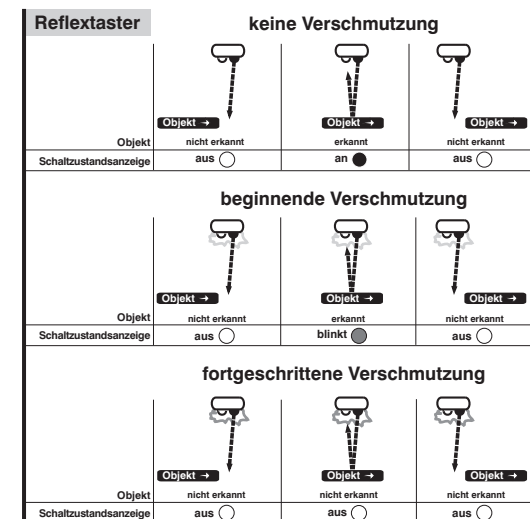 Reflextaster keine Verschmutzung
Objekt → Objekt → Objekt →
Objekt nicht erkannt erkannt nicht erkannt
Schaltzustandsanzeige aus an aus
beginnende Verschmutzung
Objekt → Objekt → Objekt →
Objekt nicht erkannt erkannt nicht erkannt
Schaltzustandsanzeige aus blinkt aus
fortgeschrittene Verschmutzung
Objekt → Objekt → Objekt →
Objekt nicht erkannt nicht erkannt nicht erkannt
Schaltzustandsanzeige aus aus aus